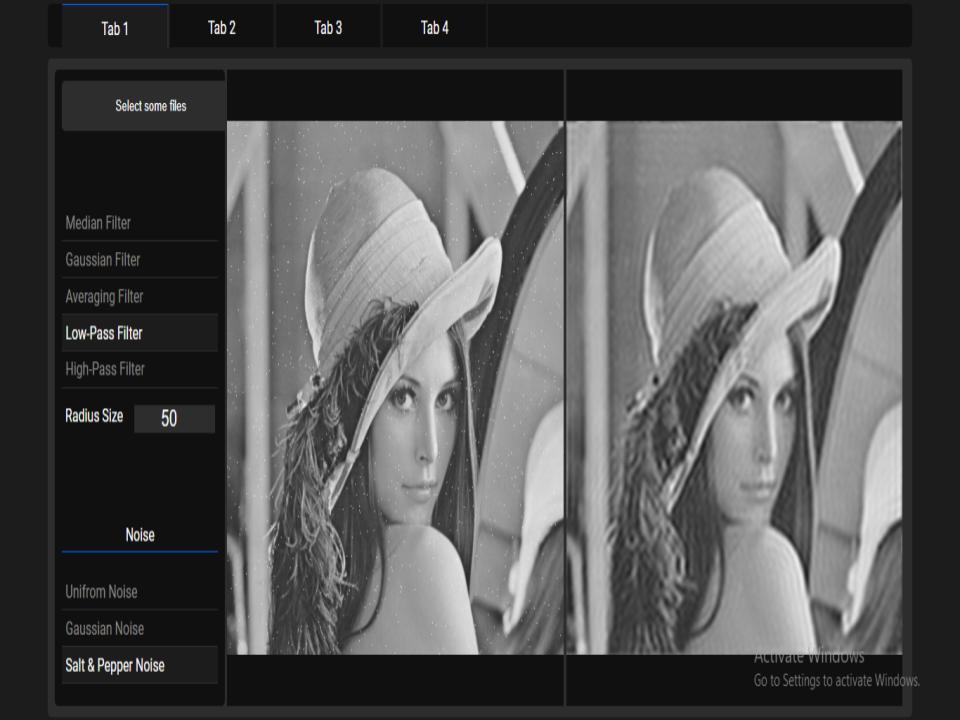 Tab 1
Tab 2
Tab 3
Tab 4
Select some files
Median Filter
Gaussian Filter
Averaging Filter
Low-Pass Filter
High-Pass Filter
Radius Size 50
Noise
Unifrom Noise
Gaussian Noise
Salt & Pepper Noise
Activate Windows
Go to Settings to activate Windows.